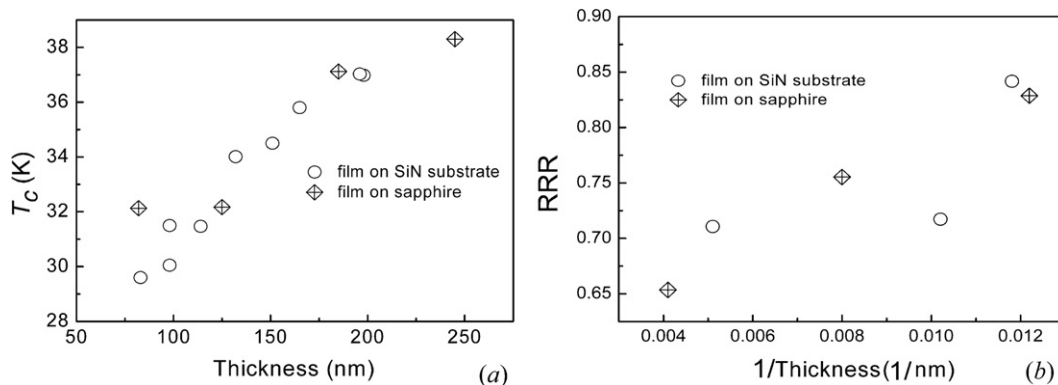 38
36
34
32
30
28
T_c (K)
film on SiN substrate
film on sapphire
50 100 150 200 250
Thickness (nm)
(a)
0.90
0.85
0.80
0.75
0.70
0.65
RRR
film on SiN substrate
film on sapphire
0.004 0.006 0.008 0.010 0.012
1/Thickness(1/nm)
(b)